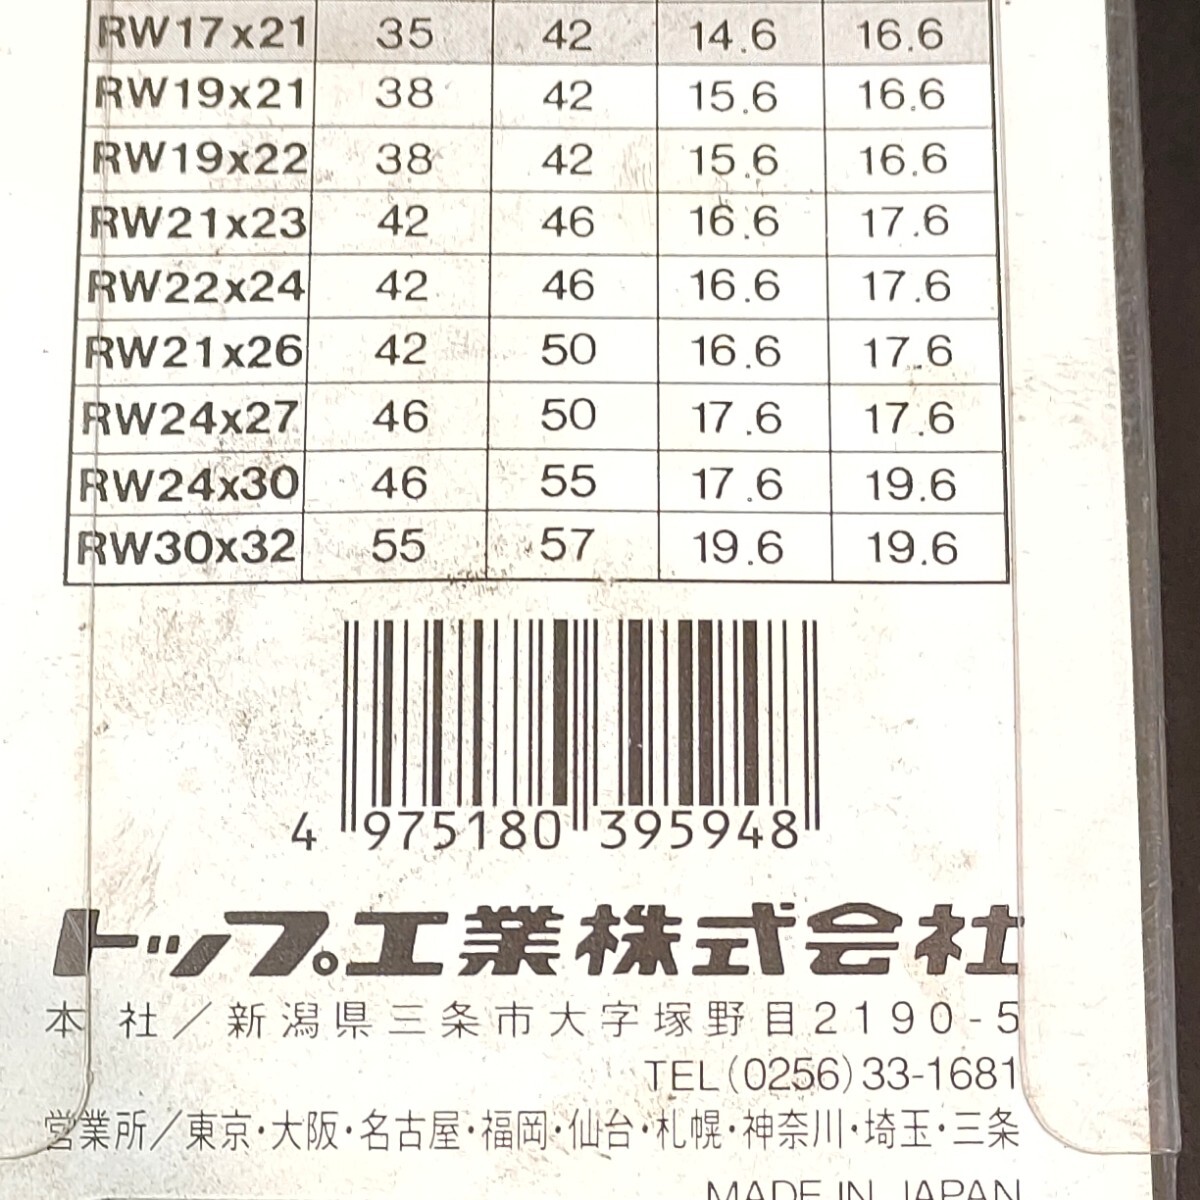 RW17x21 35 42 14.6 16.6
RW19x21 38 42 15.6 16.6
RW19x22 38 42 15.6 16.6
RW21x23 42 46 16.6 17.6
RW22x24 42 46 16.6 17.6
RW21x26 42 50 16.6 17.6
RW24x27 46 50 17.6 17.6
RW24x30 46 55 17.6 19.6
RW30x32 55 57 19.6 19.6
4 975180 395948
トップ工業株式会社
本 社／新潟県三条市大字塚野目2190-5
TEL(0256)33-1681
営業所／東京・大阪・名古屋・福岡・仙台・札幌・神奈川・埼玉・三条
MADE IN JAPAN